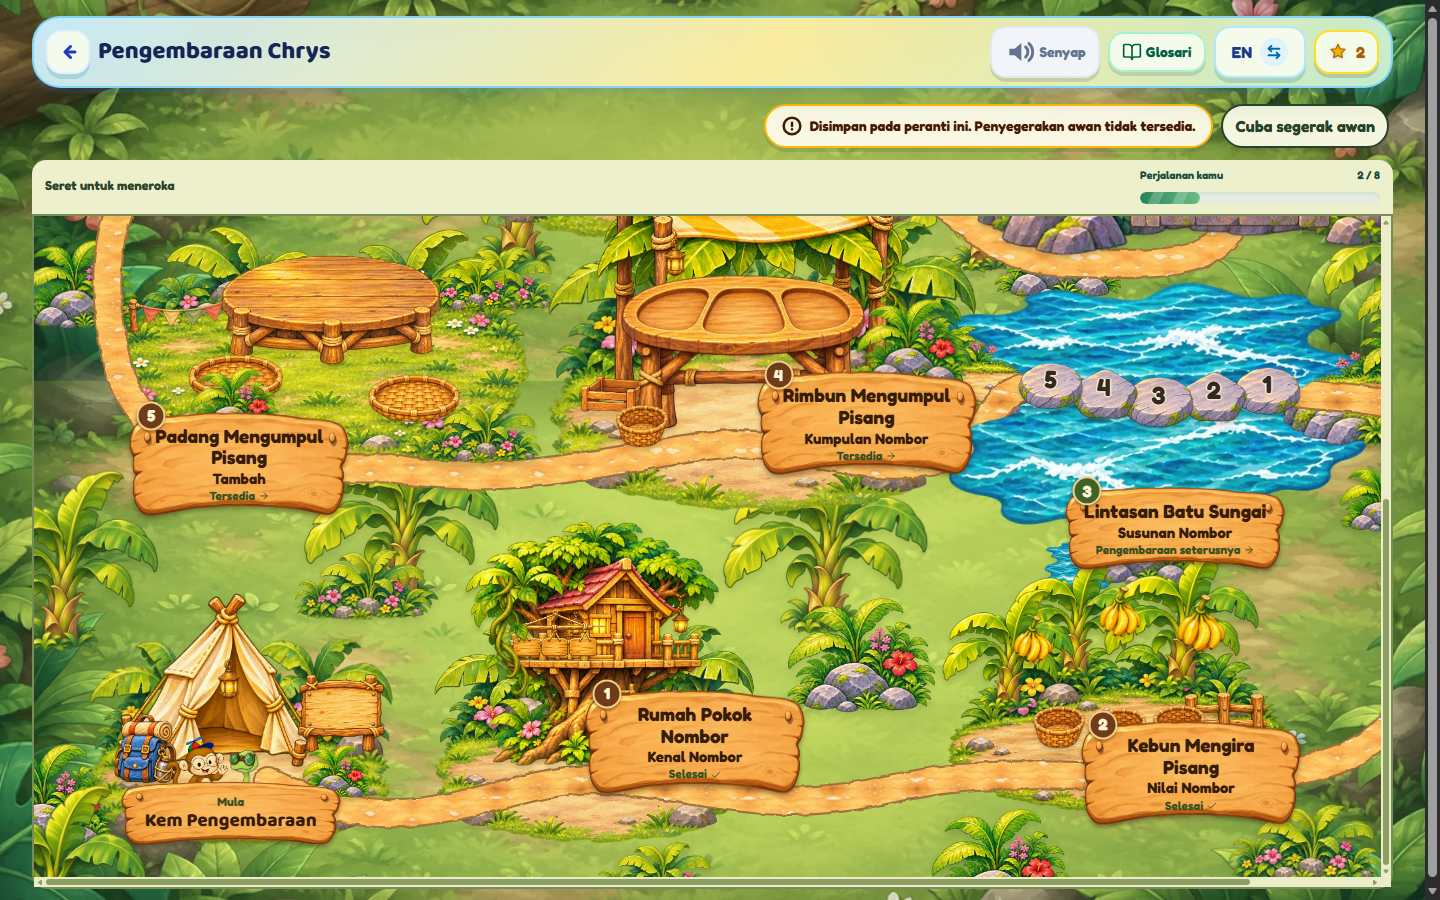 Pengembaraan Chrys
Senyap
Glosari
EN
2
Disimpan pada peranti ini. Penyegerakan awan tidak tersedia.
Cuba segerak awan
Seret untuk meneroka
Perjalanan kamu
2 / 8
5
4
3
2
1
4
Rimbun Mengumpul
Pisang
Kumpulan Nombor
Tersedia →
5
Padang Mengumpul
Pisang
Tambah
Tersedia →
3
Lintasan Batu Sungai
Susunan Nombor
Pengembaraan seterusnya →
1
Rumah Pokok
Nombor
Kenal Nombor
Selesai ✓
2
Kebun Mengira
Pisang
Nilai Nombor
Selesai ✓
Mula
Kem Pengembaraan